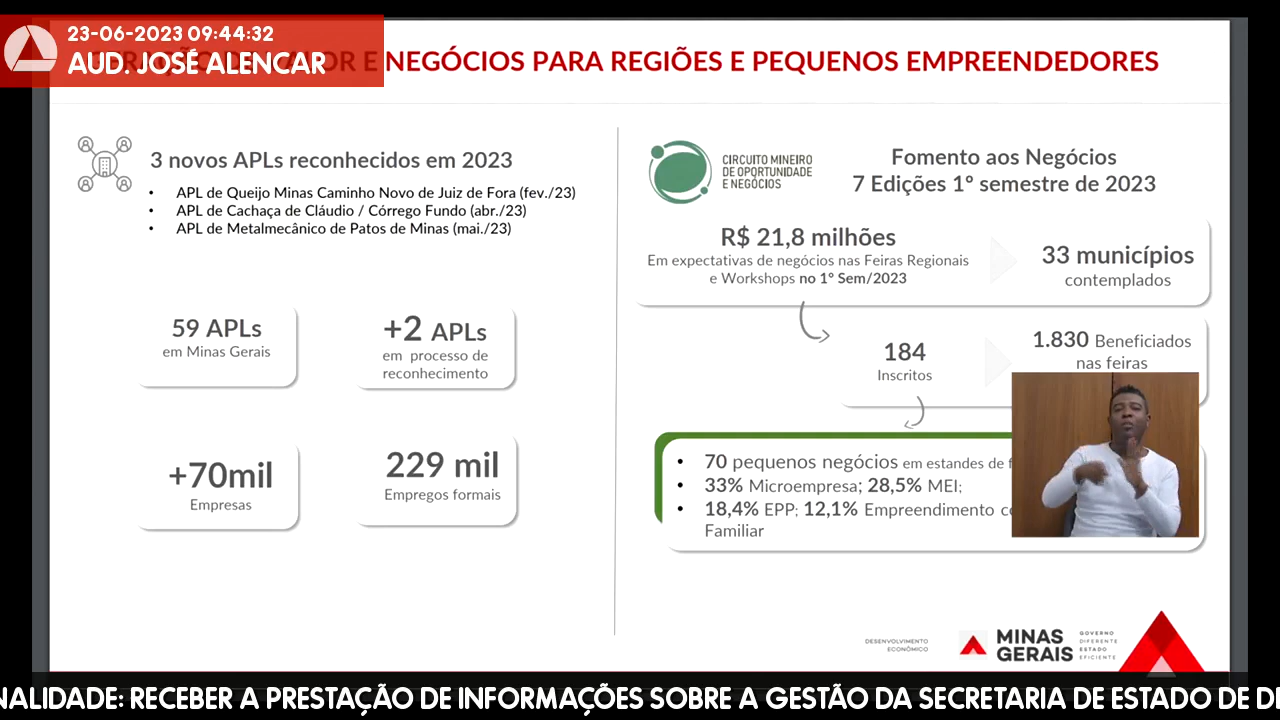 23-06-2023 09:44:32
AUD. JOSÉ ALENCAR
E NEGÓCIOS PARA REGIÕES E PEQUENOS EMPREENDEDORES
3 novos APLs reconhecidos em 2023
• APL de Queijo Minas Caminho Novo de Juiz de Fora (fev./23)
• APL de Cachaça de Cláudio / Córrego Fundo (abr./23)
• APL de Metalmecânico de Patos de Minas (mai./23)
59 APLs
em Minas Gerais
+2 APLs
em processo de
reconhecimento
+70mil
Empresas
229 mil
Empregos formais
CIRCUITO MINEIRO
DE OPORTUNIDADE
E NEGÓCIOS
Fomento aos Negócios
7 Edições 1º semestre de 2023
R$ 21,8 milhões
Em expectativas de negócios nas Feiras Regionais
e Workshops no 1º Sem/2023
33 municípios
contemplados
184
Inscritos
1.830 Beneficiados
nas feiras
• 70 pequenos negócios em estandes de
• 33% Microempresa; 28,5% MEI;
• 18,4% EPP; 12,1% Empreendimento
Familiar
DESENVOLVIMENTO
ECONÔMICO
MINAS
GERAIS
GOVERNO
DIFERENTE
ESTADO
EFICIENTE
NALIDADE: RECEBER A PRESTAÇÃO DE INFORMAÇÕES SOBRE A GESTÃO DA SECRETARIA DE ESTADO DE